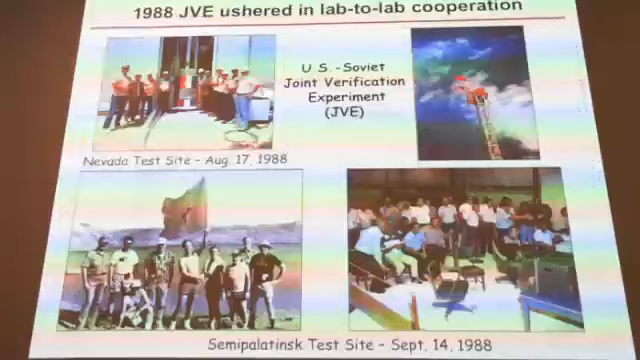 1988 JVE ushered in lab-to-lab cooperation
U.S.-Soviet
Joint Verification
Experiment
(JVE)
Nevada Test Site - Aug. 17, 1988
Semipalatinsk Test Site - Sept. 14, 1988